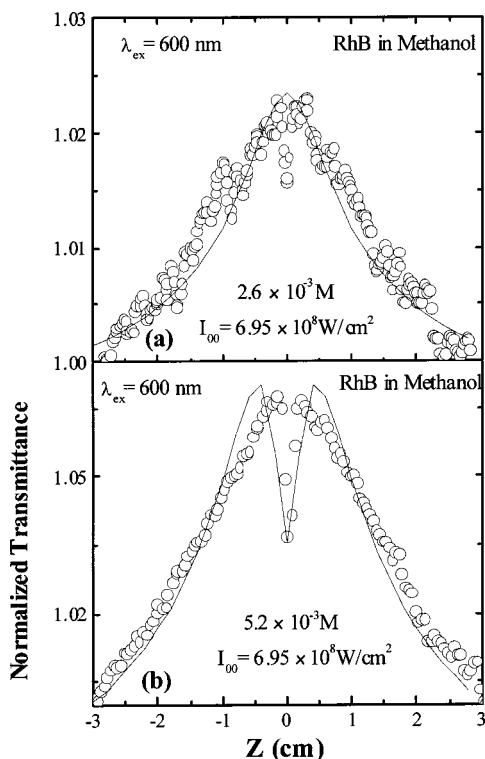 1.03
λex= 600 nm RhB in Methanol
1.02
1.01
2.6 × 10⁻³M
(a) I₀₀= 6.95 × 10⁸W/cm²
1.00
λex= 600 nm RhB in Methanol
1.05
1.02
5.2 × 10⁻³M
I₀₀= 6.95 × 10⁸W/cm²
(b)
-3 -2 -1 0 1 2 3
Z (cm)
Normalized Transmittance